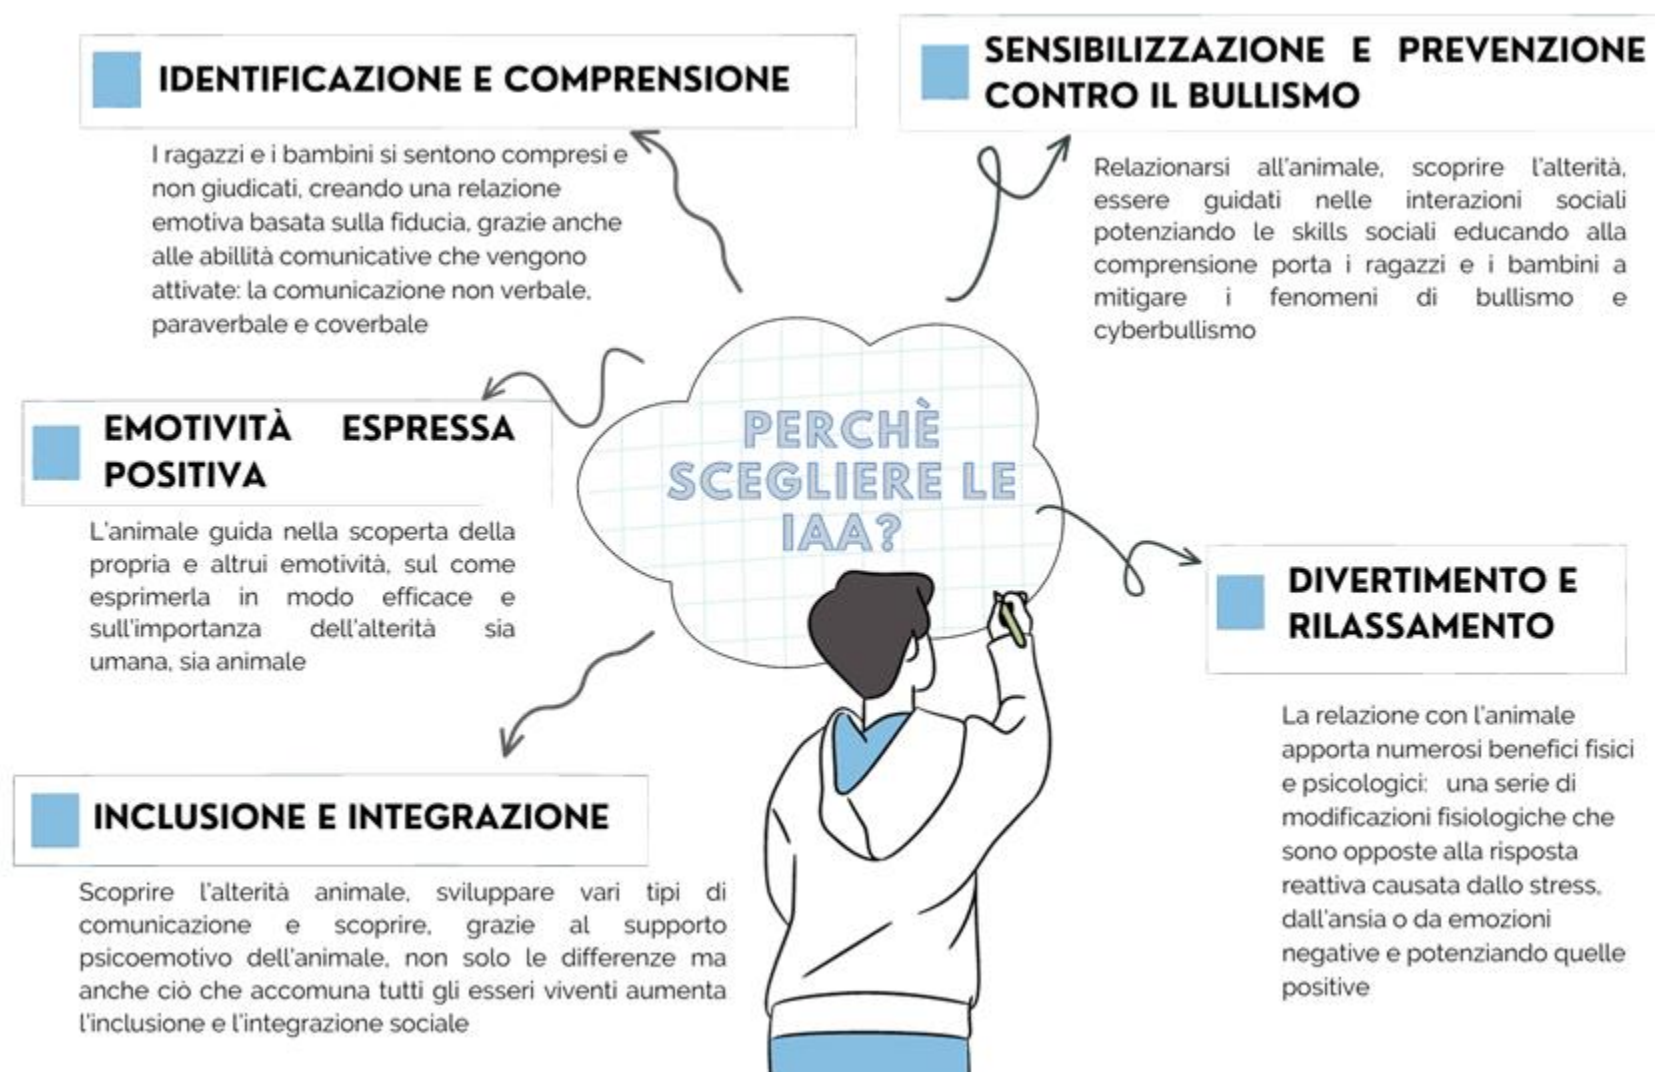 IDENTIFICAZIONE E COMPRENSIONE
I ragazzi e i bambini si sentono compresi e
non giudicati, creando una relazione
emotiva basata sulla fiducia, grazie anche
alle abillità comunicative che vengono
attivate: la comunicazione non verbale,
paraverbale e coverbale
SENSIBILIZZAZIONE E PREVENZIONE
CONTRO IL BULLISMO
Relazionarsi all'animale, scoprire l'alterità,
essere guidati nelle interazioni sociali
potenziando le skills sociali educando alla
comprensione porta i ragazzi e i bambini a
mitigare i fenomeni di bullismo e
cyberbullismo
PERCHÈ
SCEGLIERE LE
IAA?
EMOTIVITÀ ESPRESSA
POSITIVA
L'animale guida nella scoperta della
propria e altrui emotività, sul come
esprimerla in modo efficace e
sull'importanza dell'alterità sia
umana, sia animale
DIVERTIMENTO E
RILASSAMENTO
La relazione con l'animale
apporta numerosi benefici fisici
e psicologici: una serie di
modificazioni fisiologiche che
sono opposte alla risposta
reattiva causata dallo stress,
dall'ansia o da emozioni
negative e potenziando quelle
positive
INCLUSIONE E INTEGRAZIONE
Scoprire l'alterità animale, sviluppare vari tipi di
comunicazione e scoprire, grazie al supporto
psicoemotivo dell'animale, non solo le differenze ma
anche ciò che accomuna tutti gli esseri viventi aumenta
l'inclusione e l'integrazione sociale